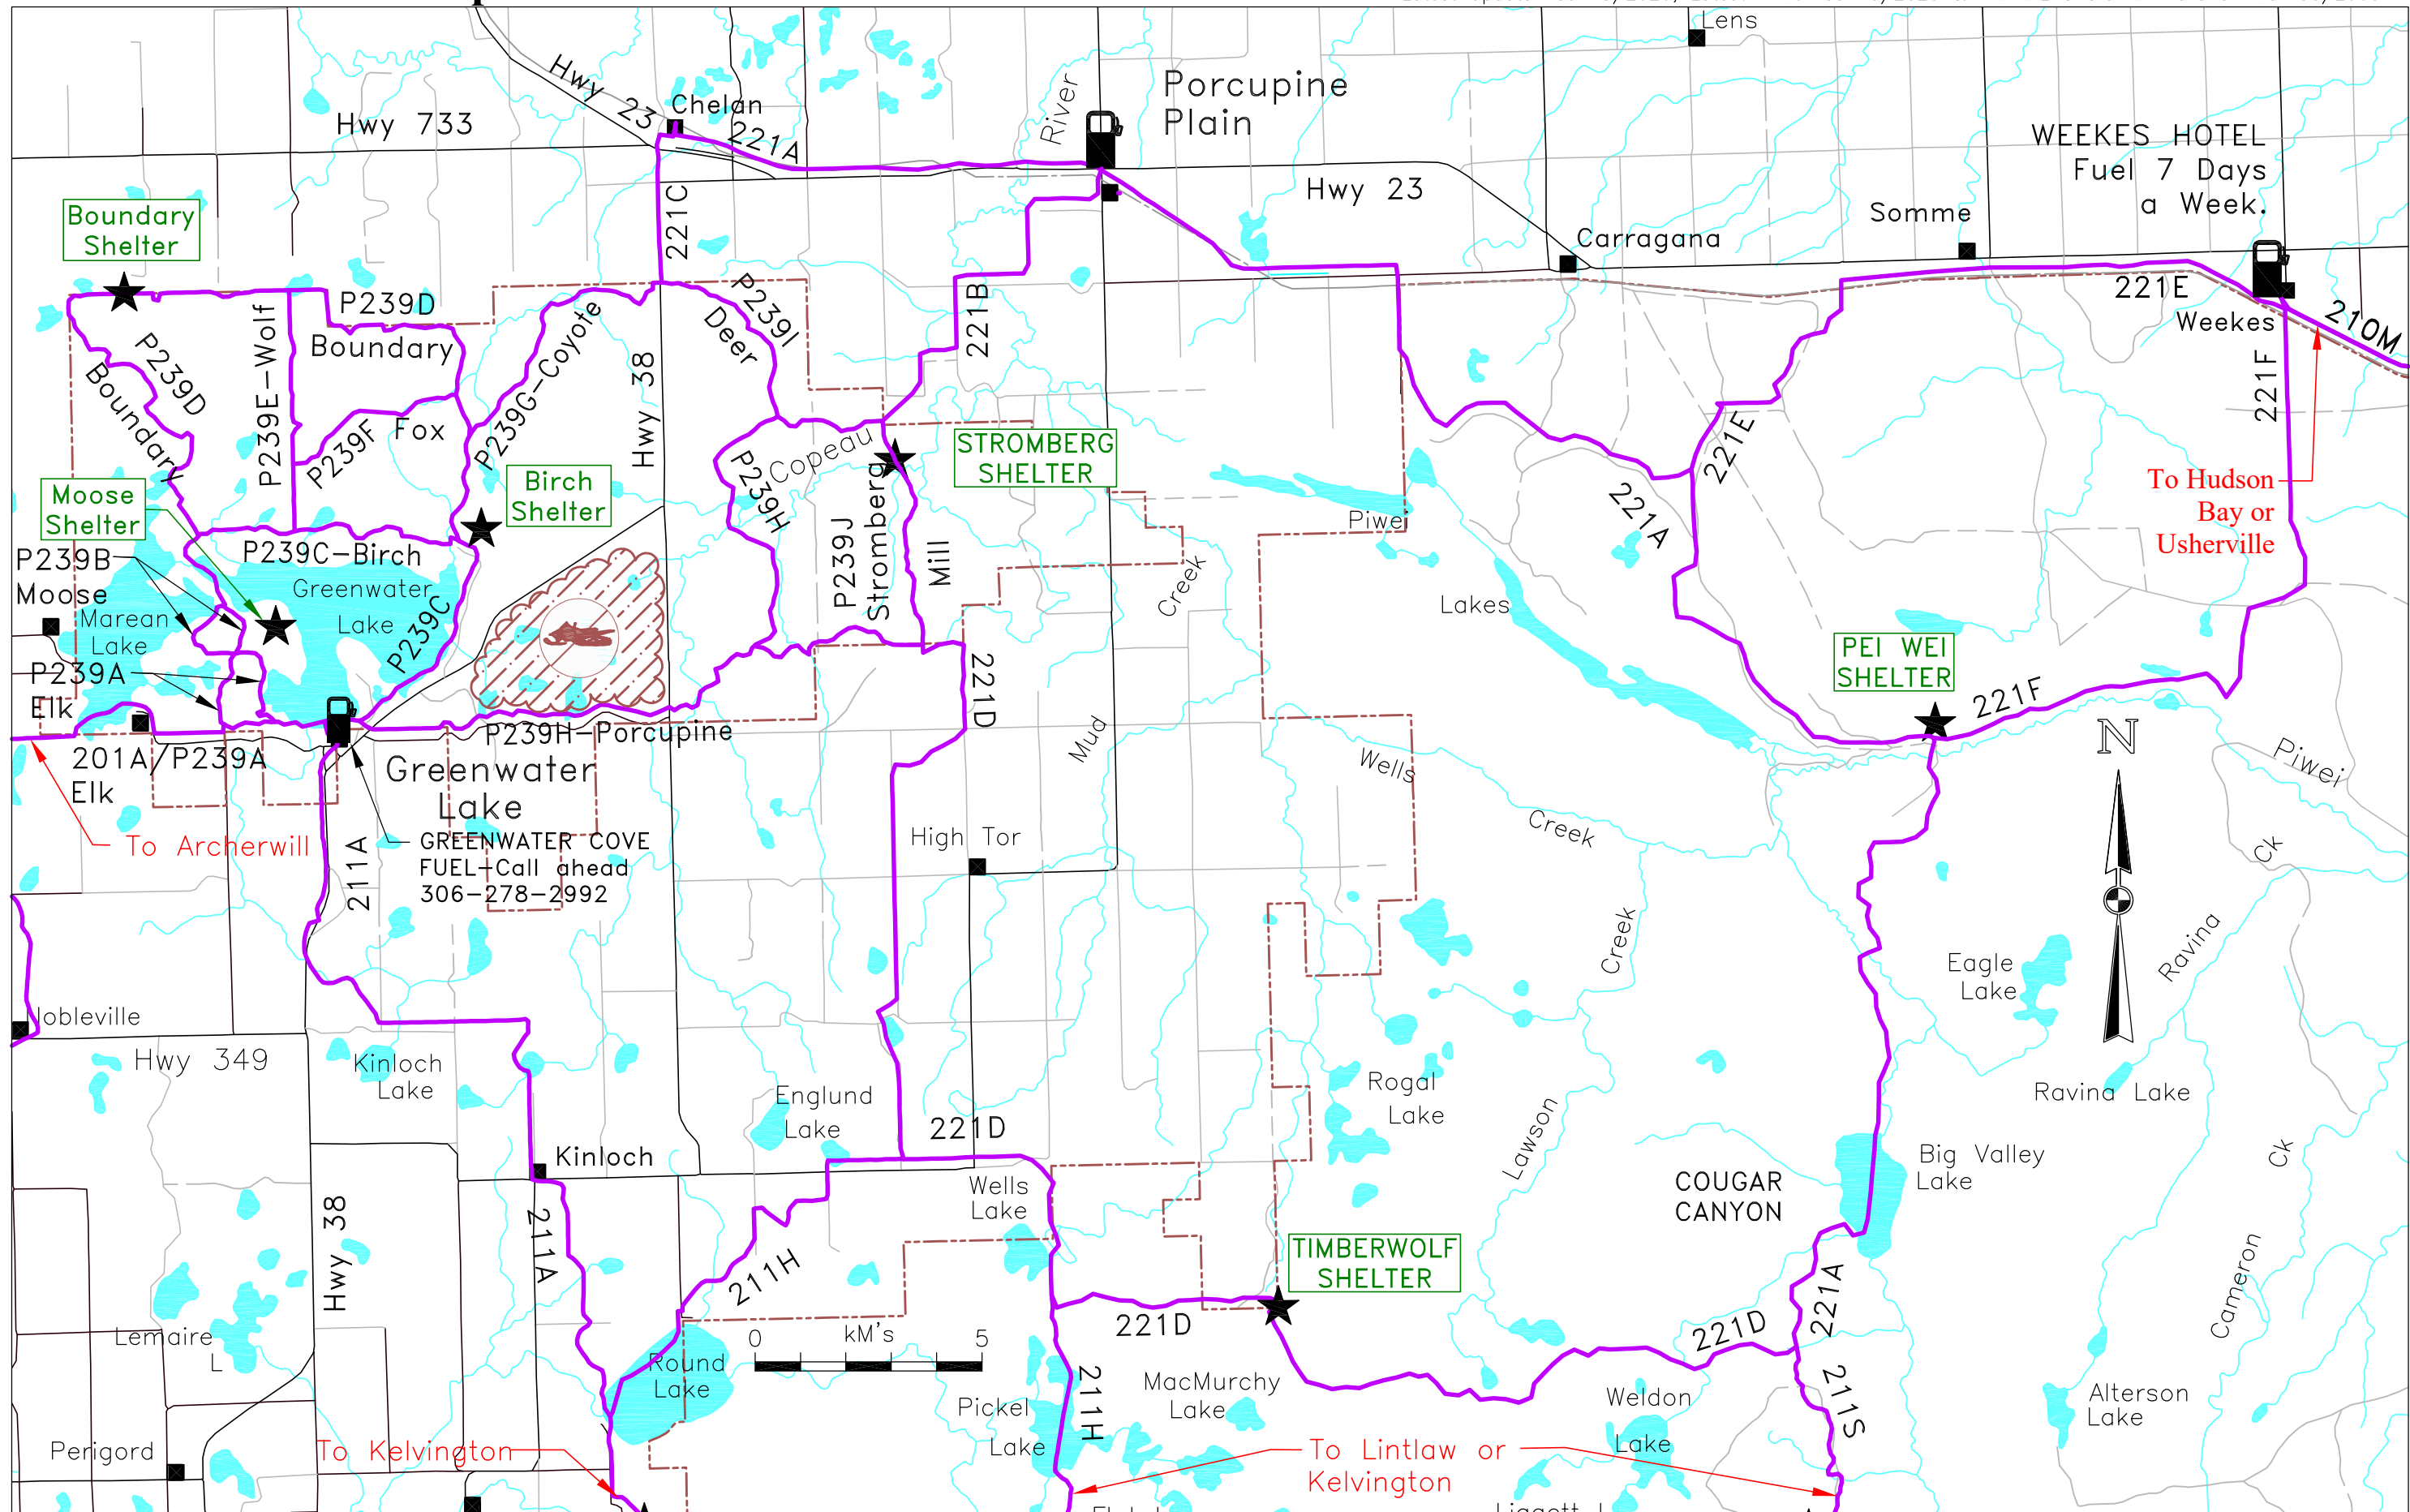 Lens
Hwy 23
Chelan
221A
River
Porcupine
Plain
Hwy 733
WEEKES HOTEL
Fuel 7 Days
a Week.
Hwy 23
Boundary
Shelter
221C
Carragana
Somme
P239D
Boundary
P239E-Wolf
P239D
Boundary
P239G-Coyote
P239I
Deer
221B
221E
Weekes
210M
221F
Hwy 38
P239F Fox
Copeau
STROMBERG
SHELTER
221E
Moose
Shelter
Birch
Shelter
P239H
P239J
Stromberg
Mill
Piwei
221A
To Hudson
Bay or
Usherville
P239B
Moose
P239C-Birch
Greenwater
Lake
Marean
Lake
P239C
Creek
Lakes
P239A
Elk
PEI WEI
SHELTER
221F
221D
Mud
P239H-Porcupine
201A/P239A
Elk
Greenwater
Lake
Wells
Creek
N
Piwei
Ck
To Archerwill
211A
GREENWATER COVE
FUEL-Call ahead
306-278-2992
High Tor
Creek
Eagle
Lake
Ravina
obleville
Hwy 349
Kinloch
Lake
Englund
Lake
Rogal
Lake
Ravina Lake
221D
Lawson
Kinloch
Wells
Lake
COUGAR
CANYON
Big Valley
Lake
Ck
Hwy 38
211A
211H
TIMBERWOLF
SHELTER
221A
Cameron
221D
221D
0 kM's 5
Lemaire
L
Round
Lake
211H
MacMurchy
Lake
211S
Weldon
Lake
Alterson
Lake
Pickel
Lake
Perigord
To Kelvington
To Lintlaw or
Kelvington